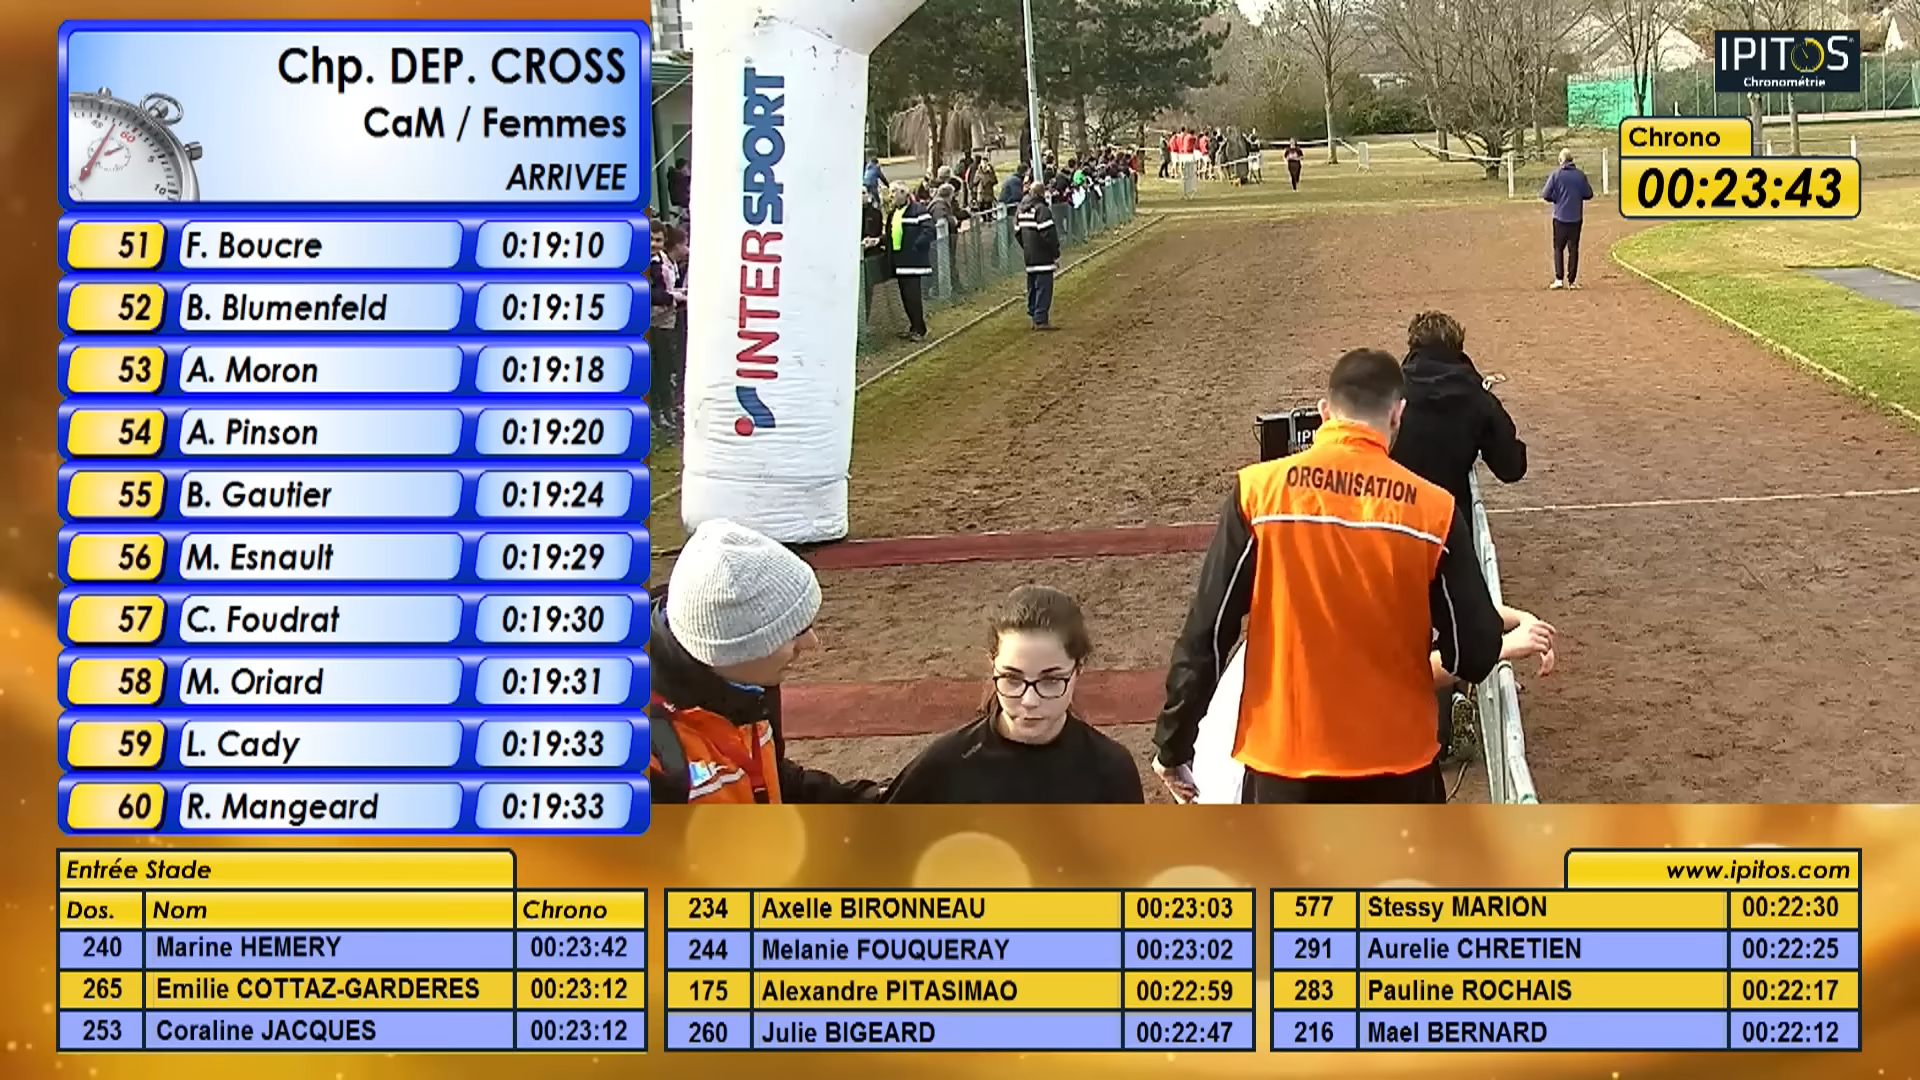 Chp. DEP. CROSS
CaM / Femmes
ARRIVEE
51 F. Boucre 0:19:10
52 B. Blumenfeld 0:19:15
53 A. Moron 0:19:18
54 A. Pinson 0:19:20
55 B. Gautier 0:19:24
56 M. Esnault 0:19:29
57 C. Foudrat 0:19:30
58 M. Oriard 0:19:31
59 L. Cady 0:19:33
60 R. Mangeard 0:19:33
INTERSPORT
IPITOS
Chronométrie
Chrono
00:23:43
ORGANISATION
Entrée Stade
Dos. Nom Chrono
240 Marine HEMERY 00:23:42
265 Emilie COTTAZ-GARDERES 00:23:12
253 Coraline JACQUES 00:23:12
234 Axelle BIRONNEAU 00:23:03
244 Melanie FOUQUERAY 00:23:02
175 Alexandre PITASIMAO 00:22:59
260 Julie BIGEARD 00:22:47
www.ipitos.com
577 Stessy MARION 00:22:30
291 Aurelie CHRETIEN 00:22:25
283 Pauline ROCHAIS 00:22:17
216 Mael BERNARD 00:22:12